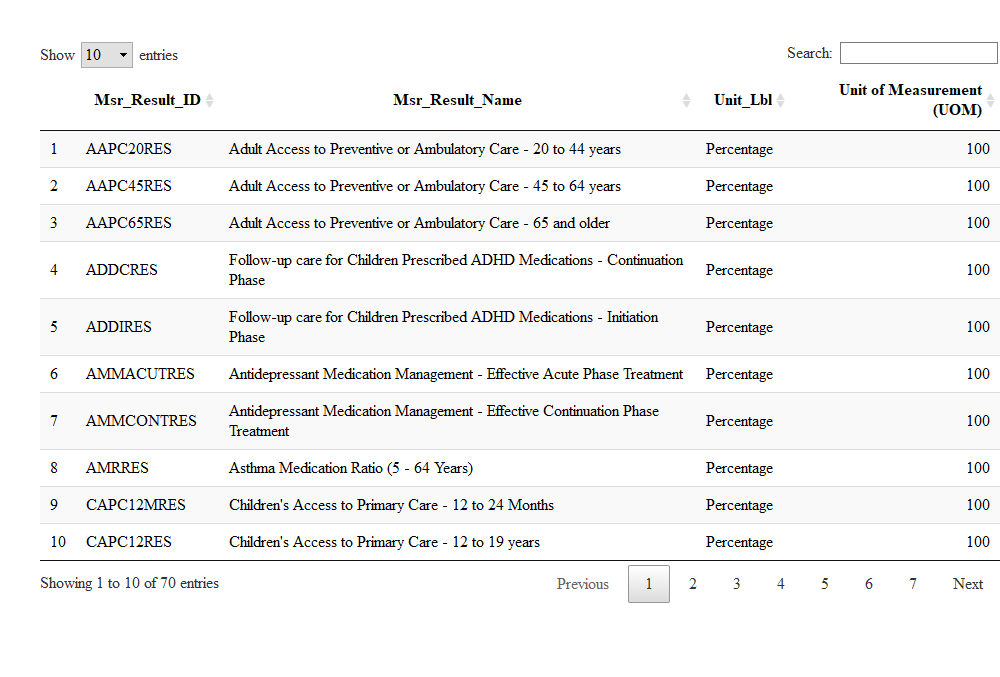 Show 10 entries
Search:
Msr_Result_ID Msr_Result_Name Unit_Lbl Unit of Measurement
(UOM)
1 AAPC20RES Adult Access to Preventive or Ambulatory Care - 20 to 44 years Percentage 100
2 AAPC45RES Adult Access to Preventive or Ambulatory Care - 45 to 64 years Percentage 100
3 AAPC65RES Adult Access to Preventive or Ambulatory Care - 65 and older Percentage 100
4 ADDCRES Follow-up care for Children Prescribed ADHD Medications - Continuation
Phase Percentage 100
5 ADDIRES Follow-up care for Children Prescribed ADHD Medications - Initiation
Phase Percentage 100
6 AMMACUTRES Antidepressant Medication Management - Effective Acute Phase Treatment Percentage 100
7 AMMCONTRES Antidepressant Medication Management - Effective Continuation Phase
Treatment Percentage 100
8 AMRRES Asthma Medication Ratio (5 - 64 Years) Percentage 100
9 CAPC12MRES Children's Access to Primary Care - 12 to 24 Months Percentage 100
10 CAPC12RES Children's Access to Primary Care - 12 to 19 years Percentage 100
Showing 1 to 10 of 70 entries
Previous 1 2 3 4 5 6 7 Next